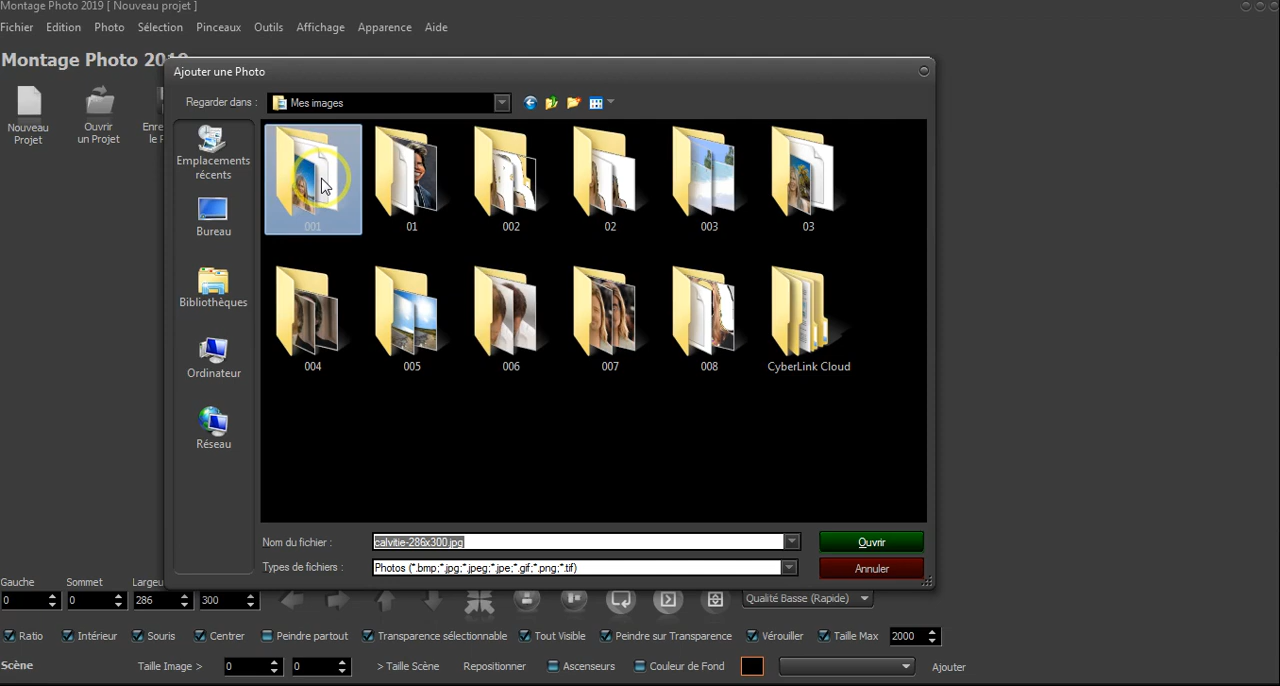 Montage Photo 2019 [ Nouveau projet ]
Fichier Edition Photo Sélection Pinceaux Outils Affichage Apparence Aide
Montage Photo 2019
Nouveau Projet
Ouvrir un Projet
Ajouter une Photo
Regarder dans : Mes images
Emplacements récents
Bureau
Bibliothèques
Ordinateur
Réseau
001 01 002 02 003 03
004 005 006 007 008 CyberLink Cloud
Nom du fichier : calvitie-286x300.jpg Ouvrir
Types de fichiers : Photos (*.bmp;*.jpg;*.jpeg;*.jpe;*.gif;*.png;*.tif) Annuler
Gauche Sommet
0 0 286 300 Qualité Basse (Rapide)
Ratio Intérieur Souris Centrer Peindre partout Transparence sélectionnable Tout Visible Peindre sur Transparence Vérouiller Taille Max 2000
Scène Taille Image > 0 0 > Taille Scène Repositionner Ascenseurs Couleur de Fond Ajouter